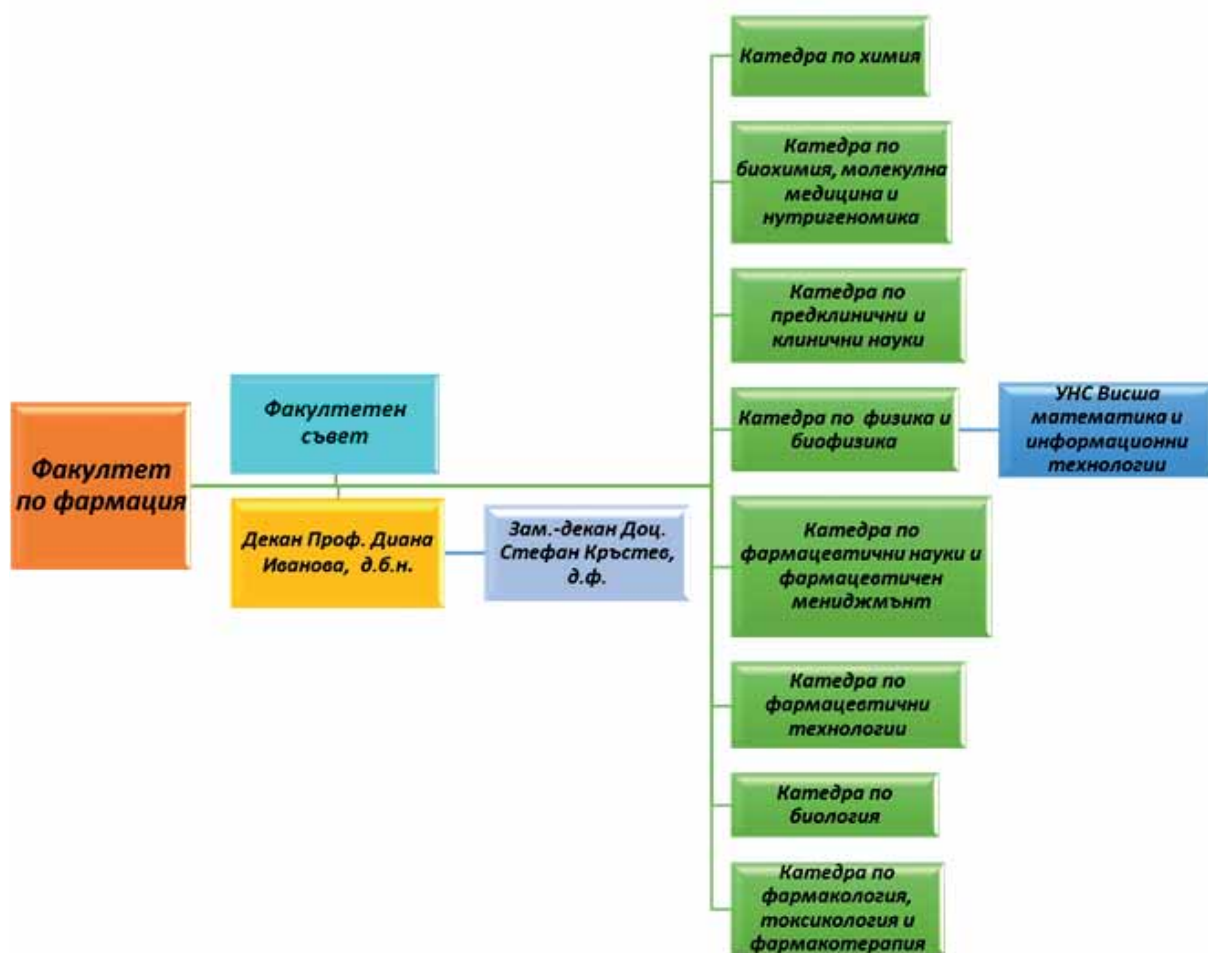 Факултет
по фармация
Факултетен
съвет
Декан Проф. Диана
Иванова, д.б.н.
Зам.-декан Доц.
Стефан Кръстев,
д.ф.
Катедра по химия
Катедра по
биохимия, молекулна
медицина и
нутригеномика
Катедра по
предклинични и
клинични науки
Катедра по физика и
биофизика
УНС Висша
математика и
информационни
технологии
Катедра по
фармацевтични науки и
фармацевтичен
мениджмънт
Катедра по
фармацевтични
технологии
Катедра по
биология
Катедра по
фармакология,
токсикология и
фармакотерапия